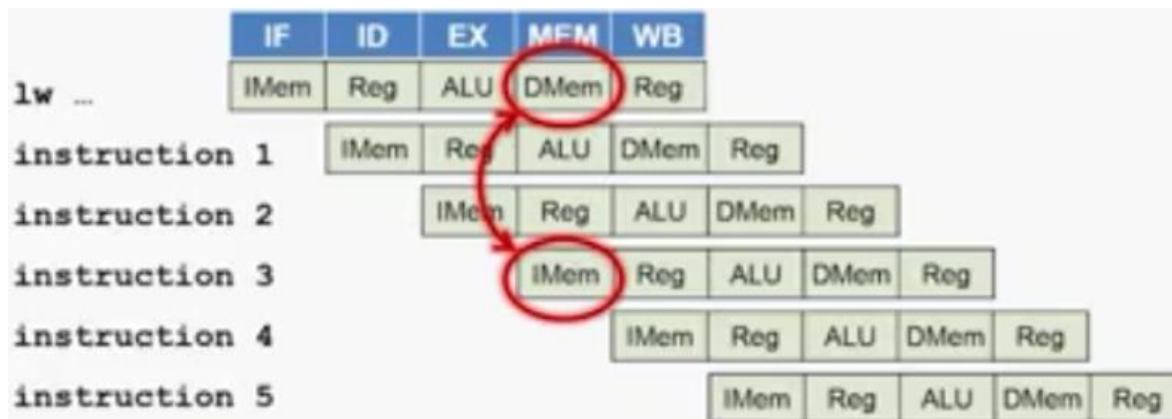 IF ID EX MEM WB
lw ... IMem Reg ALU DMem Reg
instruction 1 IMem Reg ALU DMem Reg
instruction 2 IMem Reg ALU DMem Reg
instruction 3 IMem Reg ALU DMem Reg
instruction 4 IMem Reg ALU DMem Reg
instruction 5 IMem Reg ALU DMem Reg